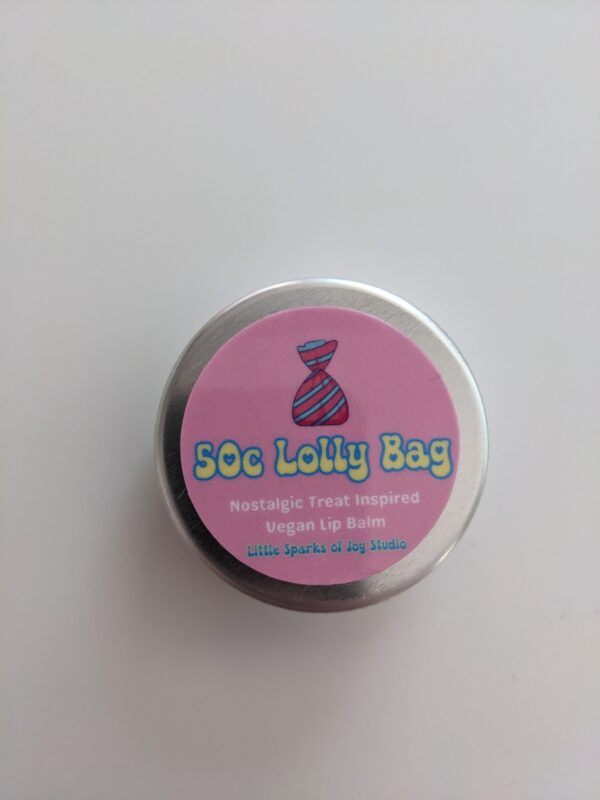 50c Lolly Bag
Nostalgic Treat Inspired
Vegan Lip Balm
Little Sparks of Joy Studio